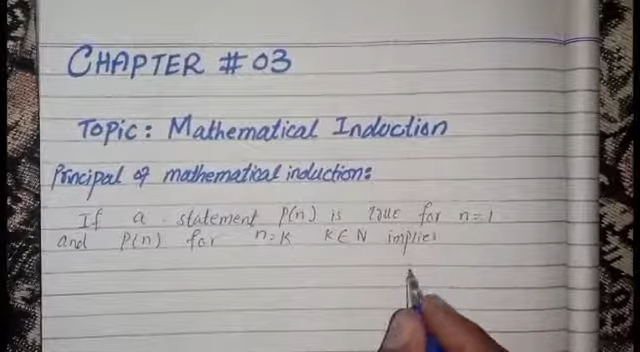 CHAPTER # 03
Topic: Mathematical Induction
Principal of mathematical induction:
If a statement P(n) is true for n=1
and P(n) for n=k k∈N implies